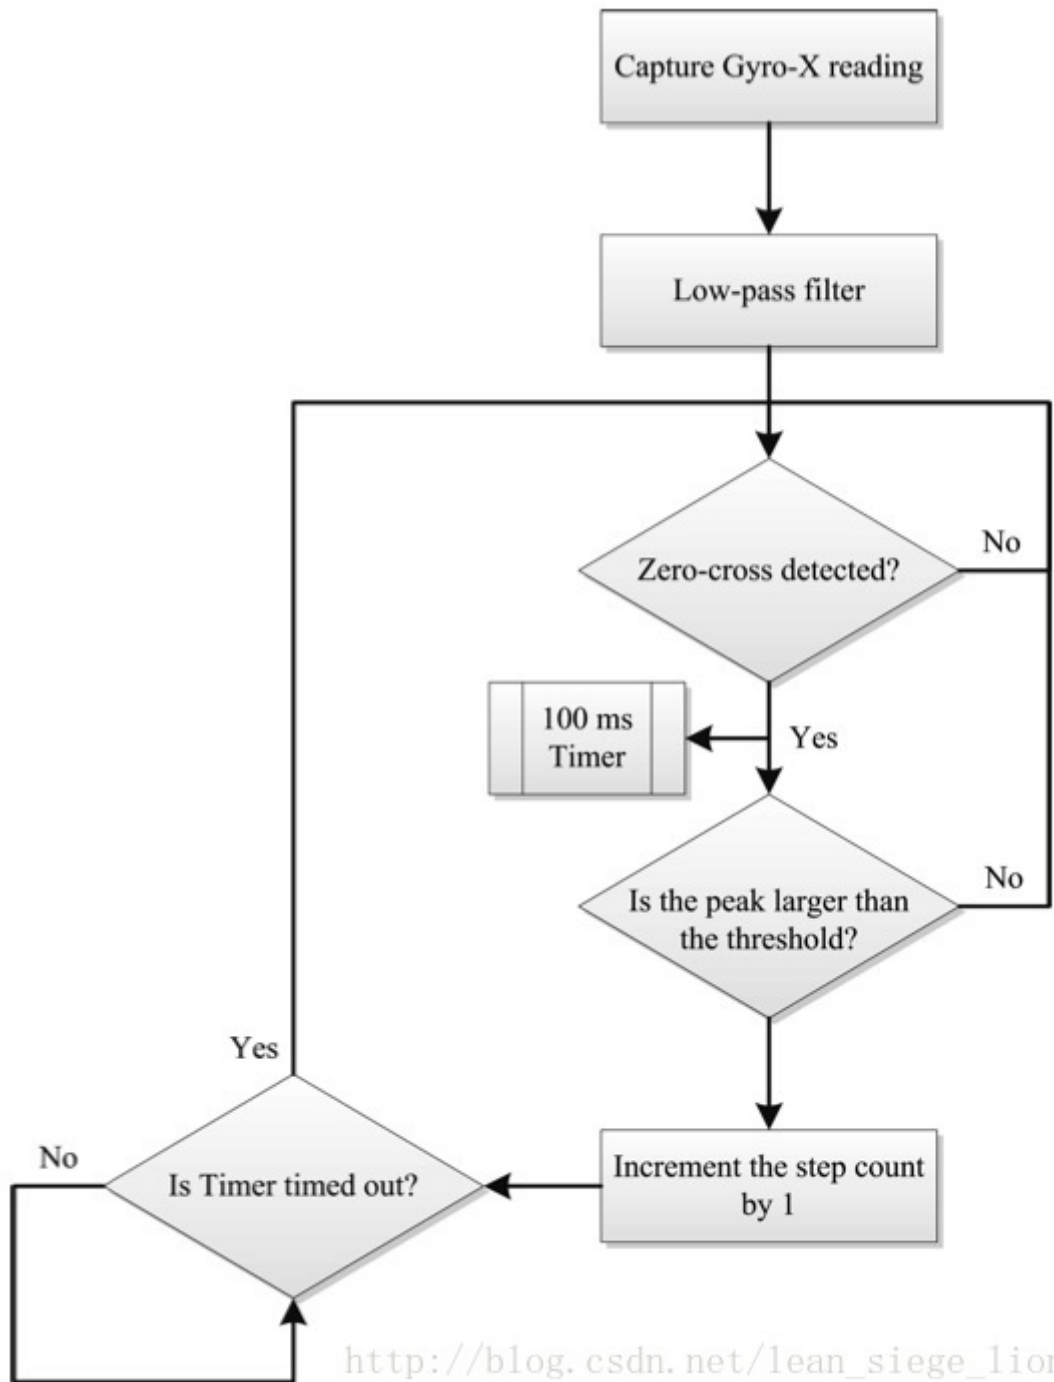 Capture Gyro-X reading
Low-pass filter
Zero-cross detected?
No
100 ms
Timer
Yes
Is the peak larger than
the threshold?
No
Increment the step count
by 1
Is Timer timed out?
Yes
No
http://blog.csdn.net/lean_siege_lion